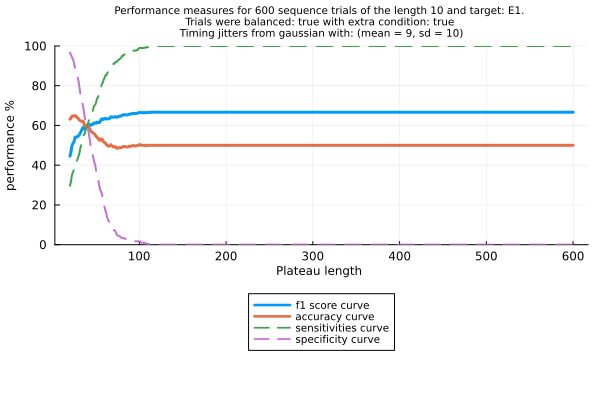 Performance measures for 600 sequence trials of the length 10 and target: E1.
Trials were balanced: true with extra condition: true
Timing jitters from gaussian with: (mean = 9, sd = 10)
performance %
100
80
60
40
20
0
100
200
300
400
500
600
Plateau length
f1 score curve
accuracy curve
sensitivities curve
specificity curve